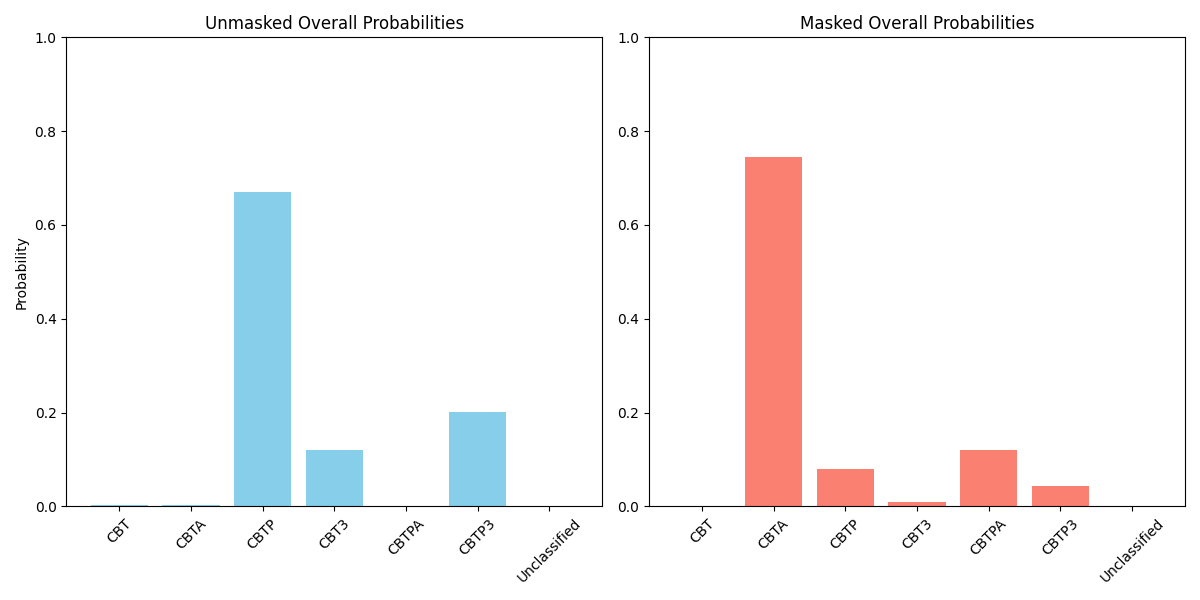 Unmasked Overall Probabilities
1.0
0.8
0.6
0.4
0.2
0.0
Probability
CBT
CBTA
CBTP
CBT3
CBTPA
CBTP3
Unclassified
Masked Overall Probabilities
1.0
0.8
0.6
0.4
0.2
0.0
CBT
CBTA
CBTP
CBT3
CBTPA
CBTP3
Unclassified